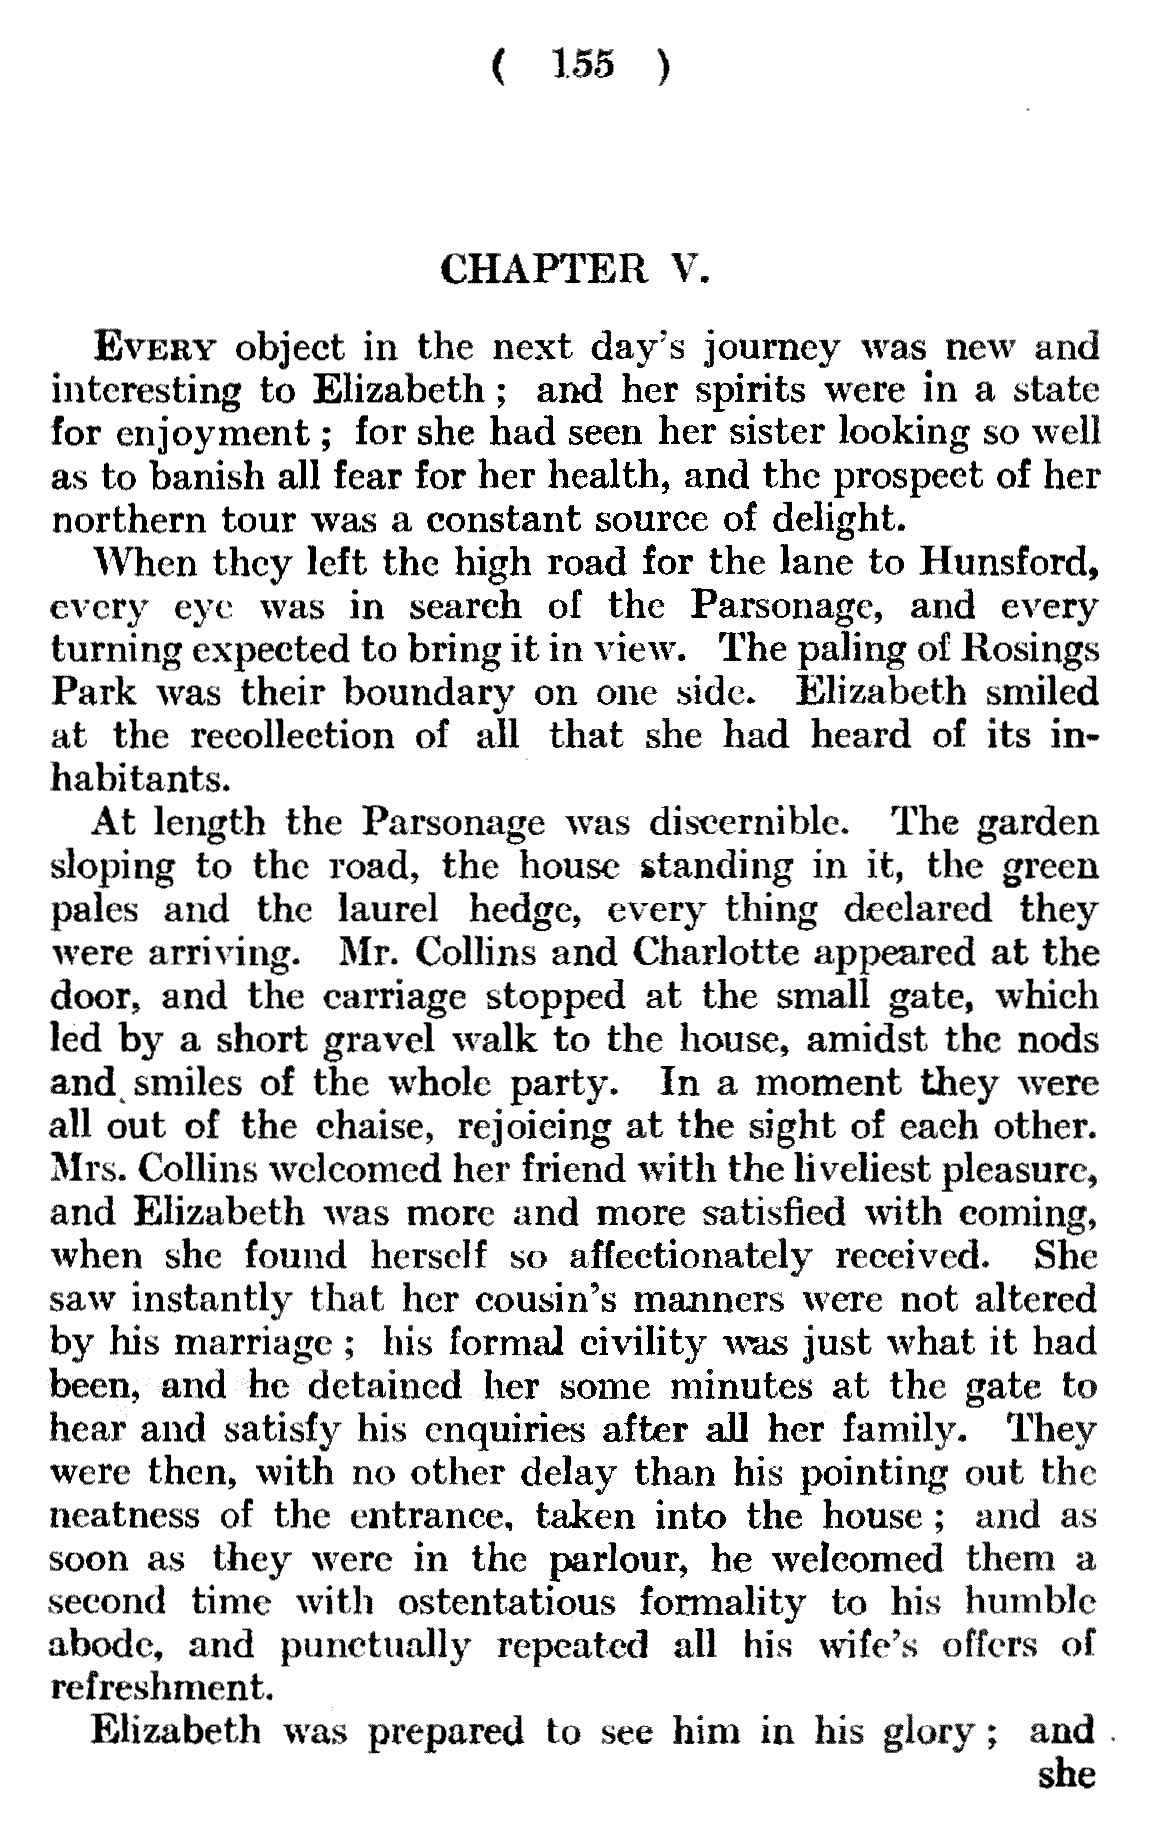 ( 155 )
CHAPTER V.
EVERY object in the next day's journey was new and
interesting to Elizabeth ; and her spirits were in a state
for enjoyment ; for she had seen her sister looking so well
as to banish all fear for her health, and the prospect of her
northern tour was a constant source of delight.
When they left the high road for the lane to Hunsford,
every eye was in search of the Parsonage, and every
turning expected to bring it in view. The paling of Rosings
Park was their boundary on one side. Elizabeth smiled
at the recollection of all that she had heard of its in-
habitants.
At length the Parsonage was discernible. The garden
sloping to the road, the house standing in it, the green
pales and the laurel hedge, every thing declared they
were arriving. Mr. Collins and Charlotte appeared at the
door, and the carriage stopped at the small gate, which
led by a short gravel walk to the house, amidst the nods
and smiles of the whole party. In a moment they were
all out of the chaise, rejoicing at the sight of each other.
Mrs. Collins welcomed her friend with the liveliest pleasure,
and Elizabeth was more and more satisfied with coming,
when she found herself so affectionately received. She
saw instantly that her cousin's manners were not altered
by his marriage ; his formal civility was just what it had
been, and he detained her some minutes at the gate to
hear and satisfy his enquiries after all her family. They
were then, with no other delay than his pointing out the
neatness of the entrance, taken into the house ; and as
soon as they were in the parlour, he welcomed them a
second time with ostentatious formality to his humble
abode, and punctually repeated all his wife's offers of
refreshment.
Elizabeth was prepared to see him in his glory ; and
she